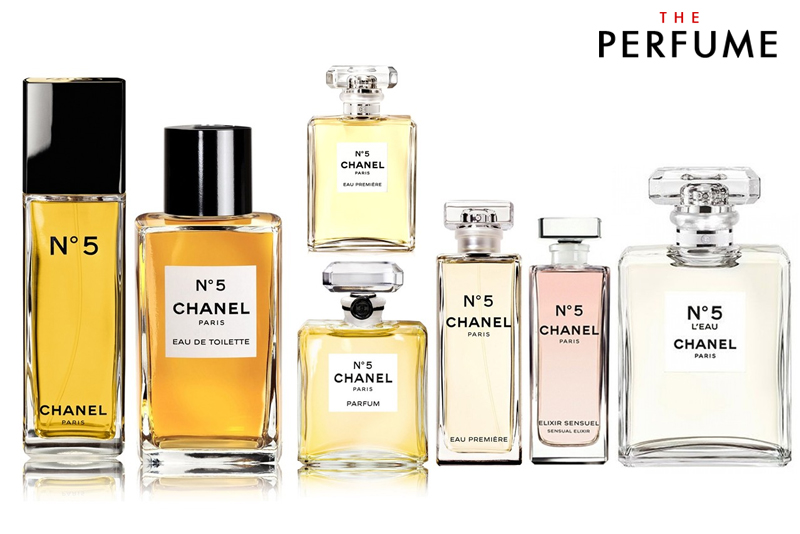 THE
PERFUME
N°5
CHANEL
PARIS
N°5
CHANEL
PARIS
EAU DE TOILETTE
N°5
CHANEL
PARIS
EAU PREMIÈRE
N°5
CHANEL
PARIS
PARFUM
N°5
CHANEL
PARIS
EAU PREMIÈRE
N°5
CHANEL
PARIS
ELIXIR SENSUEL
SENSUAL ELIXIR
N°5
L'EAU
CHANEL
PARIS